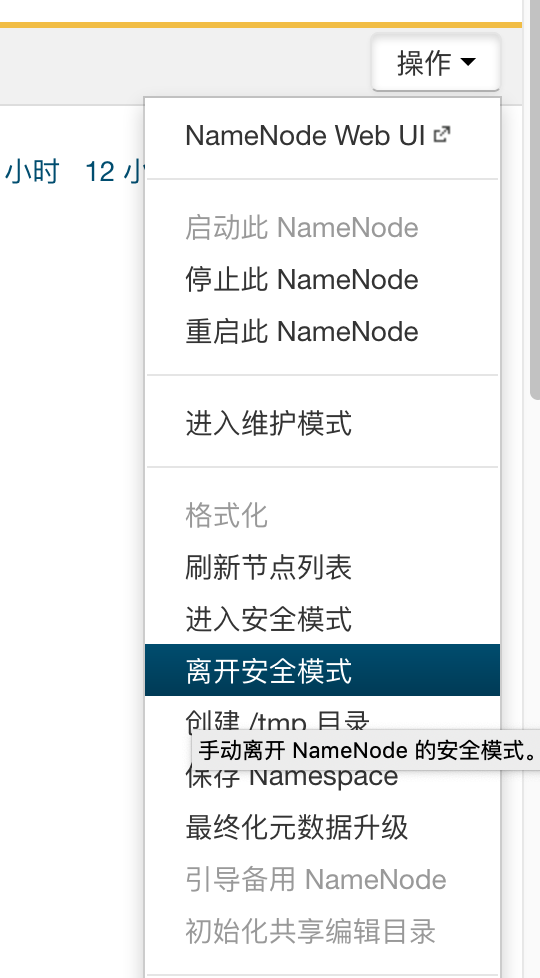 操作
NameNode Web UI
小时 12 小
启动此 NameNode
停止此 NameNode
重启此 NameNode
进入维护模式
格式化
刷新节点列表
进入安全模式
离开安全模式
创建 /tmp 目录
手动离开 NameNode 的安全模式。
保存 Namespace
最终化元数据升级
引导备用 NameNode
初始化共享编辑目录